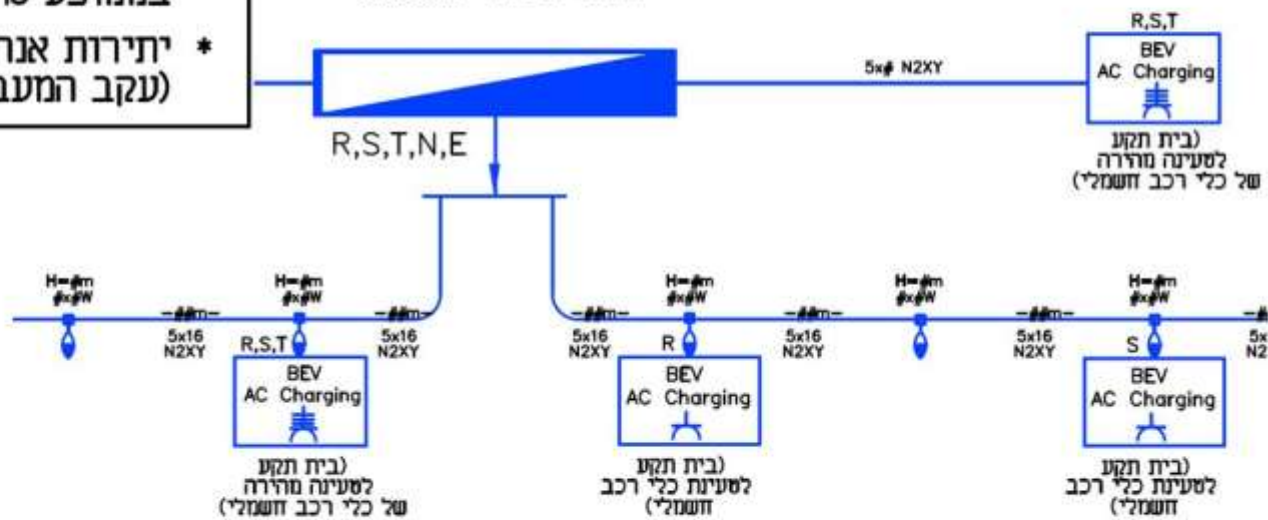 * יתירות אנר
(עקב המעב
R,S,T,N,E
5x# N2XY
R,S,T
BEV
AC Charging
(בית תקע
לטעינה מהירה
של כלי רכב חשמלי)
H=#m
#x#W
-##m-
5x16
N2XY
H=#m
#x#W
R,S,T
BEV
AC Charging
(בית תקע
לטעינה מהירה
של כלי רכב חשמלי)
-##m-
5x16
N2XY
-##m-
5x16
N2XY
H=#m
#x#W
R
BEV
AC Charging
(בית תקע
לטעינת כלי רכב
חשמלי)
-##m-
5x16
N2XY
H=#m
#x#W
-##m-
5x16
N2XY
H=#m
#x#W
S
BEV
AC Charging
(בית תקע
לטעינת כלי רכב
חשמלי)